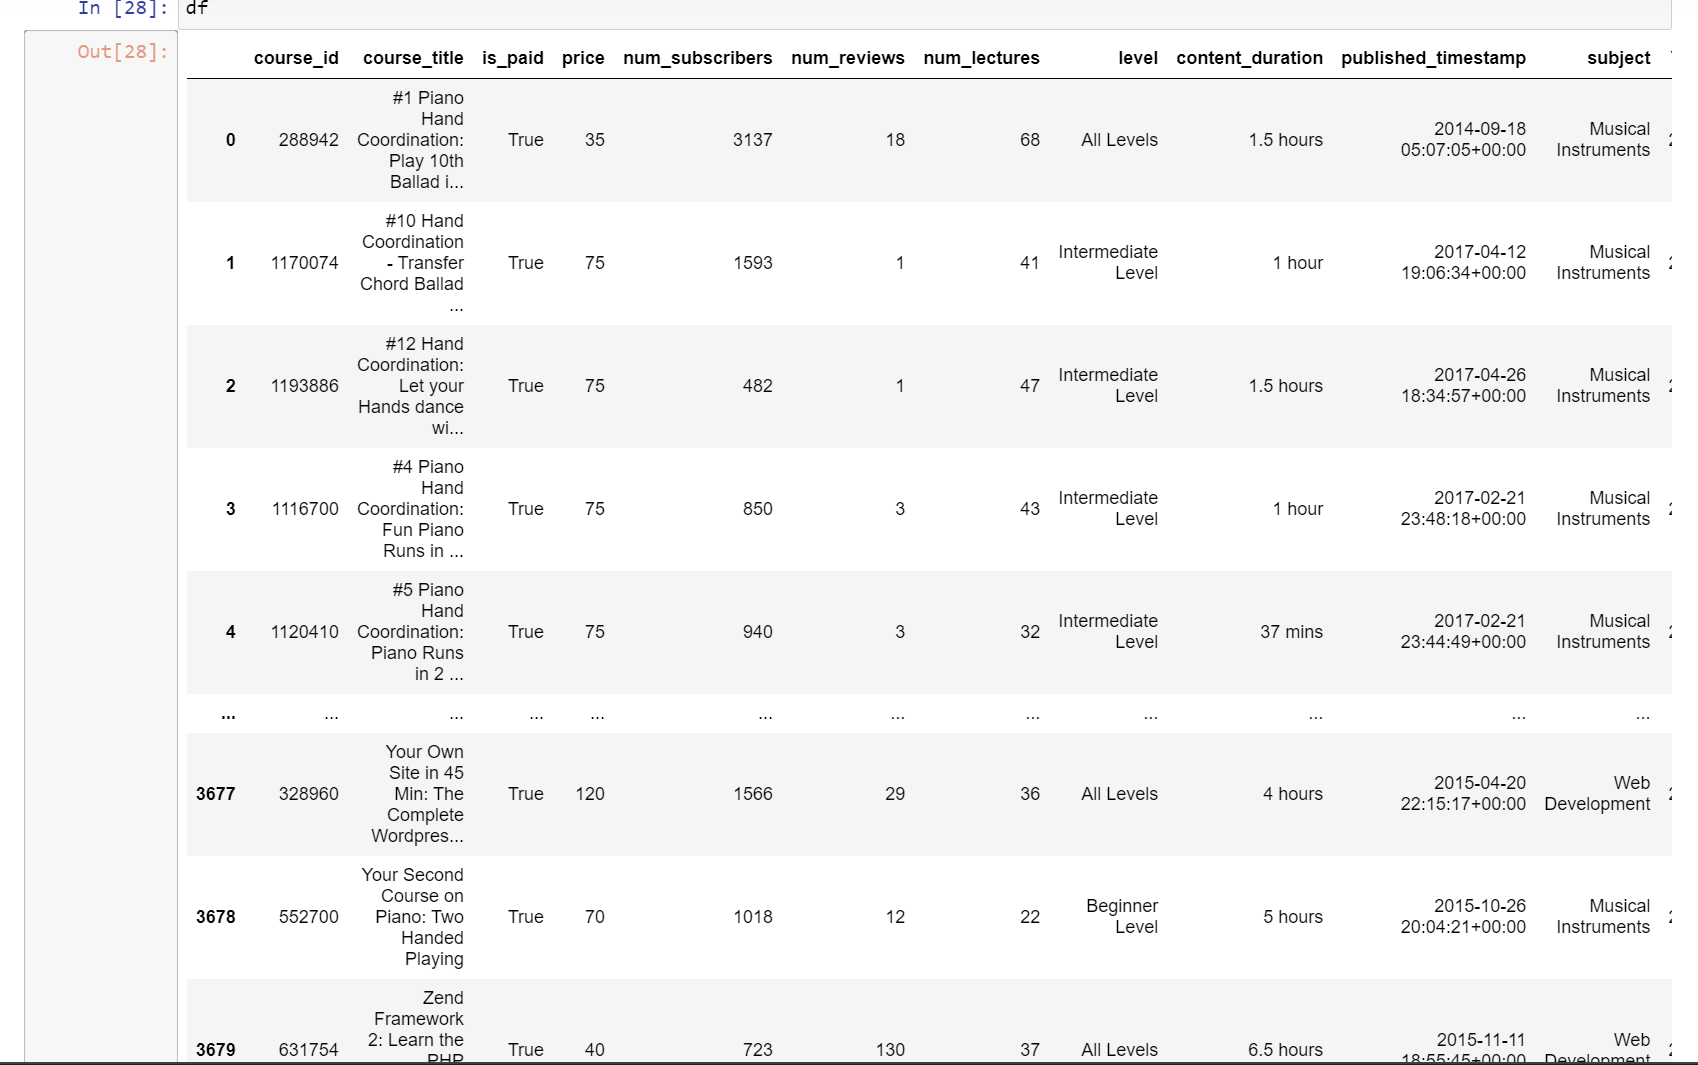 In [28]: df
Out[28]:
course_id course_title is_paid price num_subscribers num_reviews num_lectures level content_duration published_timestamp subject
#1 Piano
Hand
0 288942 Coordination: True 35 3137 18 68 All Levels 1.5 hours 2014-09-18 05:07:05+00:00 Musical Instruments
Play 10th
Ballad i...
#10 Hand
Coordination
1 1170074 - Transfer True 75 1593 1 41 Intermediate Level 1 hour 2017-04-12 19:06:34+00:00 Musical Instruments
Chord Ballad
...
#12 Hand
Coordination:
2 1193886 Let your True 75 482 1 47 Intermediate Level 1.5 hours 2017-04-26 18:34:57+00:00 Musical Instruments
Hands dance
wi...
#4 Piano
Hand
3 1116700 Coordination: True 75 850 3 43 Intermediate Level 1 hour 2017-02-21 23:48:18+00:00 Musical Instruments
Fun Piano
Runs in ...
#5 Piano
Hand
4 1120410 Coordination: True 75 940 3 32 Intermediate Level 37 mins 2017-02-21 23:44:49+00:00 Musical Instruments
Piano Runs
in 2 ...
... ... ... ... ... ... ... ... ... ... ... ...
Your Own
Site in 45
3677 328960 Min: The True 120 1566 29 36 All Levels 4 hours 2015-04-20 22:15:17+00:00 Web Development
Complete
Wordpres...
Your Second
Course on
3678 552700 Piano: Two True 70 1018 12 22 Beginner Level 5 hours 2015-10-26 20:04:21+00:00 Musical Instruments
Handed
Playing
Zend
Framework
2: Learn the
3679 631754 PHP True 40 723 130 37 All Levels 6.5 hours 2015-11-11 18:55:45+00:00 Web Development